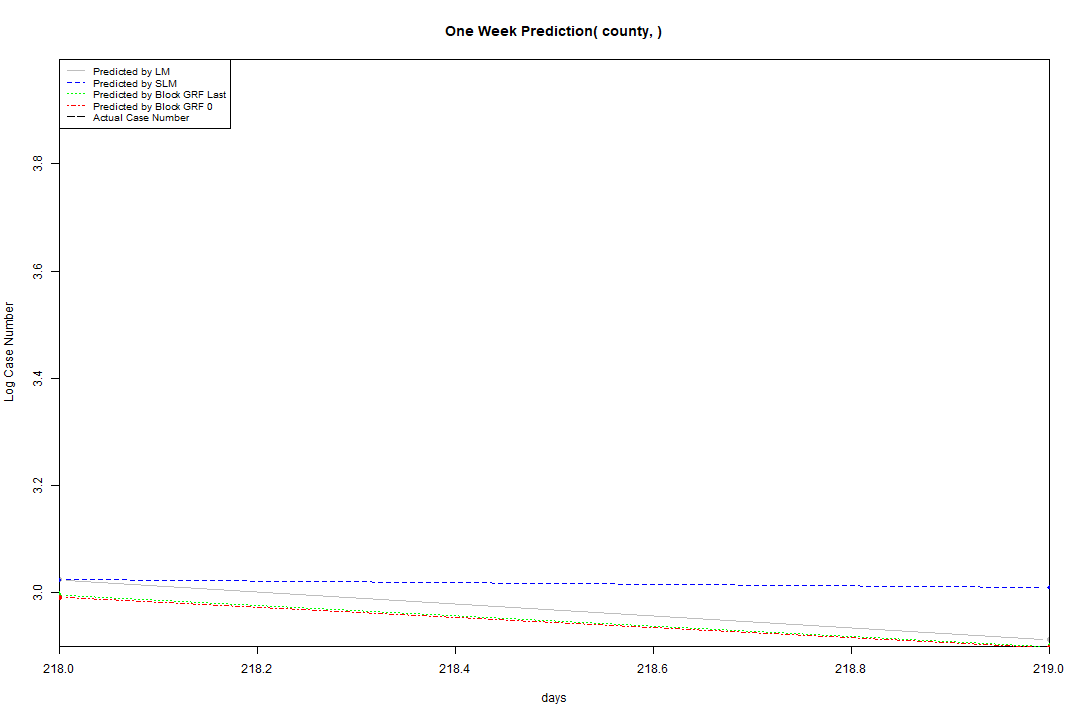 One Week Prediction( county, )
Predicted by LM
Predicted by SLM
Predicted by Block GRF Last
Predicted by Block GRF 0
Actual Case Number
Log Case Number
3.8
3.6
3.4
3.2
3.0
218.0 218.2 218.4 218.6 218.8 219.0
days